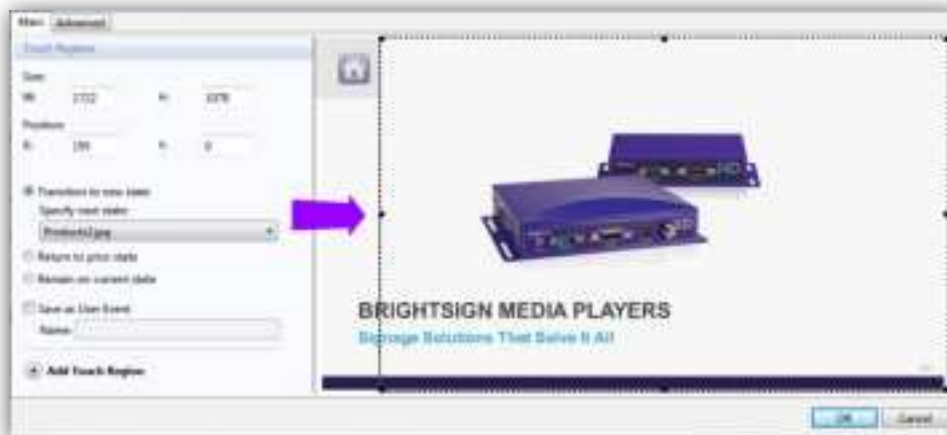 Main Advanced
Touch Regions
Size
W: H: 1078
Position
X: Y: 0
Transition to new state
Specify next state:
Products2.jpg
Return to prior state
Remain on current state
Save as User Event
Name:
Add Touch Region
BRIGHTSIGN MEDIA PLAYERS
Signage Solutions That Solve It All
HD
OK Cancel